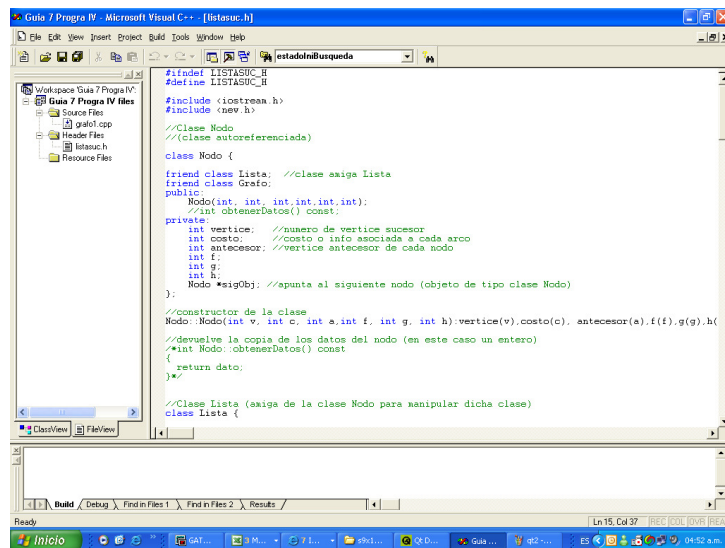 Guia 7 Progra IV - Microsoft Visual C++ - [listasuc.h]
File Edit View Insert Project Build Tools Window Help
estadoIniBusqueda
Workspace 'Guia 7 Progra IV':
Guia 7 Progra IV files
Source Files
grafo1.cpp
Header Files
listasuc.h
Resource Files
ClassView FileView
#ifndef LISTASUC_H
#define LISTASUC_H
#include <iostream.h>
#include <new.h>
//Clase Nodo
//(clase autoreferenciada)
class Nodo {
friend class Lista; //clase amiga Lista
friend class Grafo;
public:
Nodo(int, int, int,int,int,int);
//int obtenerDatos() const;
private:
int vertice; //numero de vertice sucesor
int costo; //costo o info asociada a cada arco
int antecesor; //vertice antecesor de cada nodo
int f;
int g;
int h;
Nodo *sigObj; //apunta al siguiente nodo (objeto de tipo clase Nodo)
};
//constructor de la clase
Nodo::Nodo(int v, int c, int a,int f, int g, int h):vertice(v),costo(c), antecesor(a),f(f),g(g),h(
//devuelve la copia de los datos del nodo (en este caso un entero)
/*int Nodo::obtenerDatos() const
{
return dato;
}*/
//Clase Lista (amiga de la clase Nodo para manipular dicha clase)
class Lista {
Build Debug Find in Files 1 Find in Files 2 Results
Ready
Ln 15, Col 37 REC COL OVR REA
Inicio GAT... 3 M... 7 I... s9x1... Qt D... Guia ... qt2 -... ES 04:52 a.m.